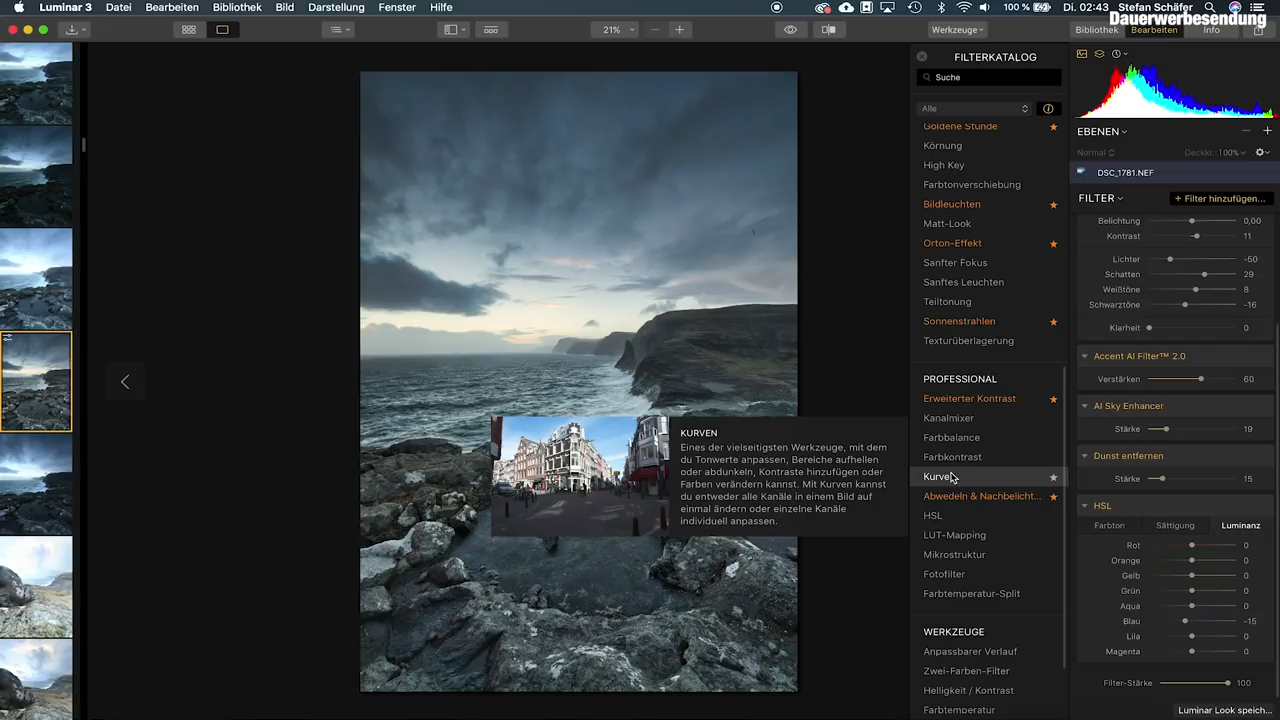 Luminar 3 Datei Bearbeiten Bibliothek Bild Darstellung Fenster Hilfe
100 % Di. 02:43 Stefan Schäfer
Dauerwerbesendung
21% Werkzeuge Bibliothek Bearbeiten Info
FILTERKATALOG
Suche
Alle
Goldene Stunde
Körnung
High Key
Farbtonverschiebung
Bildleuchten
Matt-Look
Orton-Effekt
Sanfter Fokus
Sanftes Leuchten
Teiltonung
Sonnenstrahlen
Texturüberlagerung
PROFESSIONAL
Erweiterter Kontrast
Kanalmixer
Farbbalance
Farbkontrast
Kurven
Abwedeln & Nachbelicht...
HSL
LUT-Mapping
Mikrostruktur
Fotofilter
Farbtemperatur-Split
WERKZEUGE
Anpassbarer Verlauf
Zwei-Farben-Filter
Helligkeit / Kontrast
Farbtemperatur
KURVEN
Eines der vielseitigsten Werkzeuge, mit dem
du Tonwerte anpassen, Bereiche aufhellen
oder abdunkeln, Kontraste hinzufügen oder
Farben verändern kannst. Mit Kurven kannst
du entweder alle Kanäle in einem Bild auf
einmal ändern oder einzelne Kanäle
individuell anpassen.
EBENEN
Normal Deckkr.: 100%
DSC_1781.NEF
FILTER + Filter hinzufügen...
Belichtung 0,00
Kontrast 11
Lichter -50
Schatten 29
Weißtöne 8
Schwarztöne -16
Klarheit 0
Accent AI Filter™ 2.0
Verstärken 60
AI Sky Enhancer
Stärke 19
Dunst entfernen
Stärke 15
HSL
Farbton Sättigung Luminanz
Rot 0
Orange 0
Gelb 0
Grün 0
Aqua 0
Blau -15
Lila 0
Magenta 0
Filter-Stärke 100
Luminar Look speich...